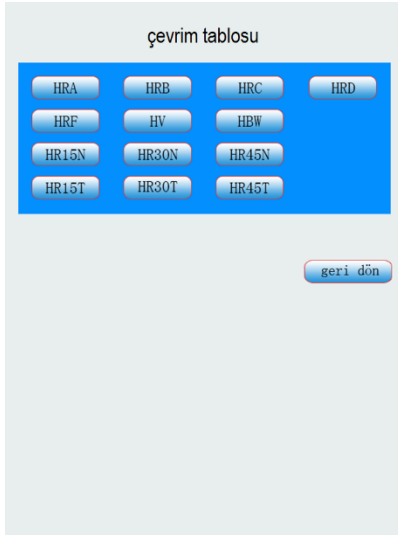 çevrim tablosu
HRA HRB HRC HRD
HRF HV HBW
HR15N HR30N HR45N
HR15T HR30T HR45T
geri dön